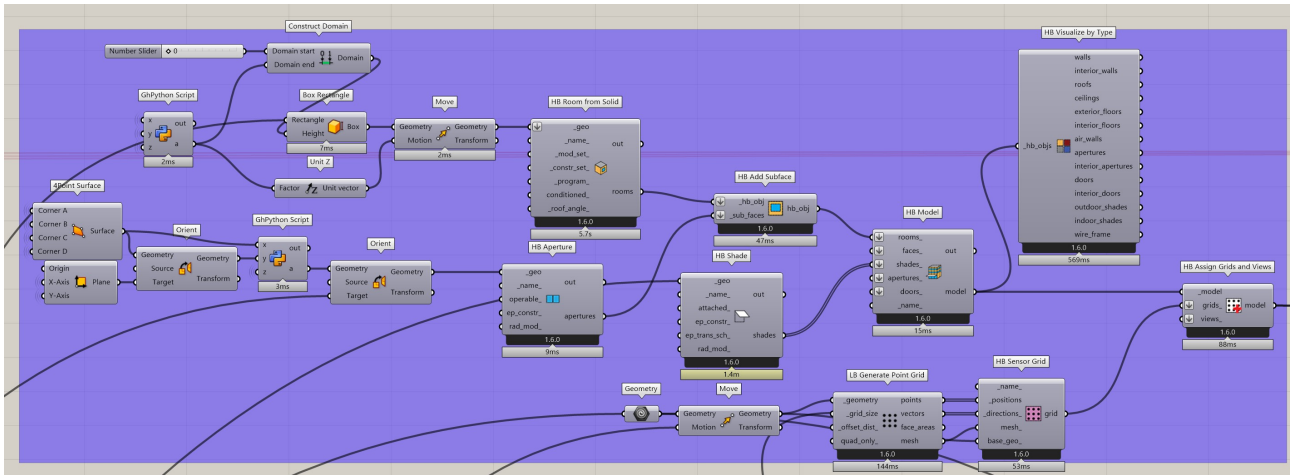 Construct Domain
Number Slider 0
Domain start
Domain end
Domain
GhPython Script
x
y
z
out
a
2ms
Box Rectangle
Rectangle
Height
Box
7ms
Unit Z
Factor
Unit vector
Move
Geometry
Motion
Geometry
Transform
2ms
HB Room from Solid
_geo
_name_
_mod_set_
_constr_set_
_program_
conditioned_
_roof_angle_
out
rooms
1.6.0
5.7s
4Point Surface
Corner A
Corner B
Corner C
Corner D
Surface
Origin
X-Axis
Y-Axis
Plane
Orient
Geometry
Source
Target
Geometry
Transform
GhPython Script
x
y
z
out
a
3ms
Orient
Geometry
Source
Target
Geometry
Transform
HB Aperture
_geo
_name_
operable_
ep_constr_
rad_mod_
out
apertures
1.6.0
9ms
HB Add Subface
_hb_obj
_sub_faces
hb_obj
1.6.0
47ms
HB Shade
_geo
_name_
attached_
ep_constr_
ep_trans_sch_
rad_mod_
out
shades
1.6.0
1.4m
HB Model
rooms_
faces_
shades_
apertures_
doors_
_name_
out
model
1.6.0
15ms
HB Visualize by Type
_hb_objs
walls
interior_walls
roofs
ceilings
exterior_floors
interior_floors
air_walls
apertures
interior_apertures
doors
interior_doors
outdoor_shades
indoor_shades
wire_frame
1.6.0
569ms
HB Assign Grids and Views
_model
grids_
views_
model
1.6.0
88ms
Geometry
Move
Geometry
Motion
Geometry
Transform
LB Generate Point Grid
_geometry
_grid_size
_offset_dist_
quad_only_
points
vectors
face_areas
mesh
1.6.0
144ms
HB Sensor Grid
_name_
_positions
_directions_
mesh_
base_geo_
grid
1.6.0
53ms